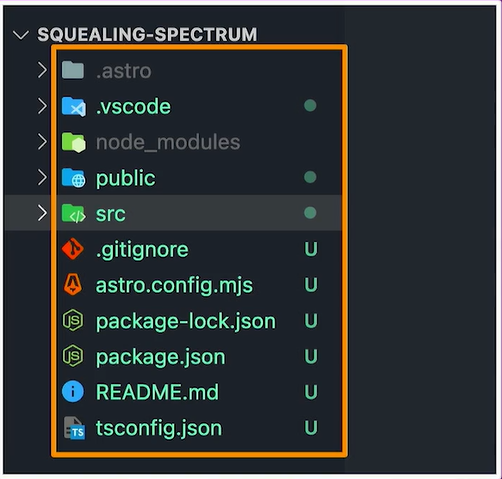 SQUEALING-SPECTRUM
.astro
.vscode
node_modules
public
src
.gitignore U
astro.config.mjs U
package-lock.json U
package.json U
README.md U
tsconfig.json U